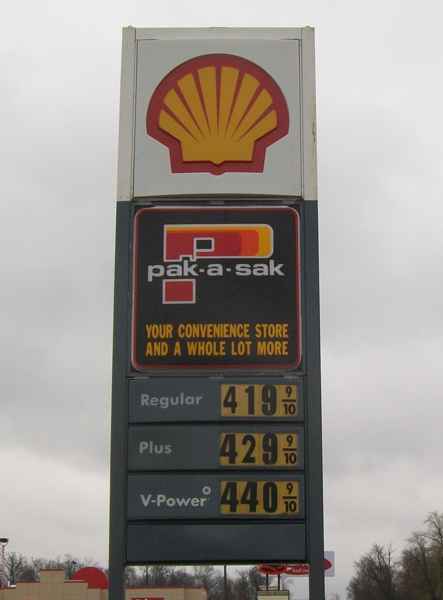 pak-a-sak
YOUR CONVENIENCE STORE
AND A WHOLE LOT MORE
Regular 419 9/10
Plus 429 9/10
V-Power 440 9/10